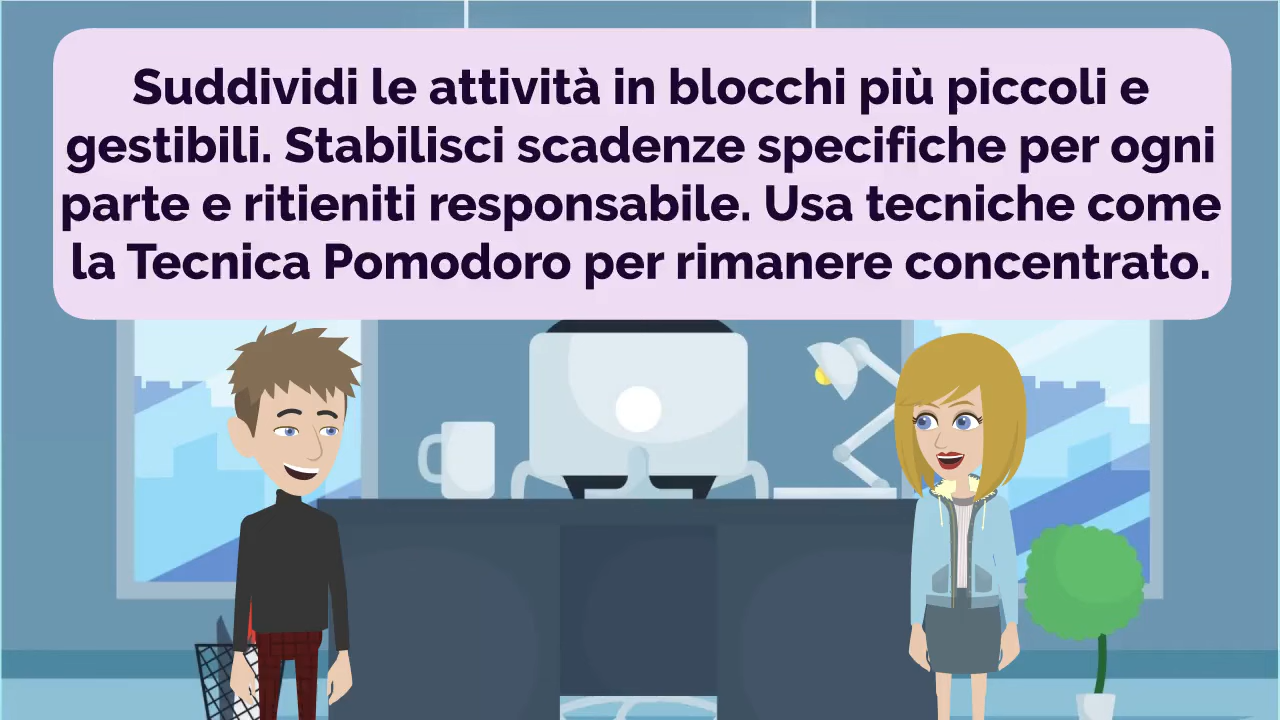 Suddividi le attività in blocchi più piccoli e
gestibili. Stabilisci scadenze specifiche per ogni
parte e ritieniti responsabile. Usa tecniche come
la Tecnica Pomodoro per rimanere concentrato.